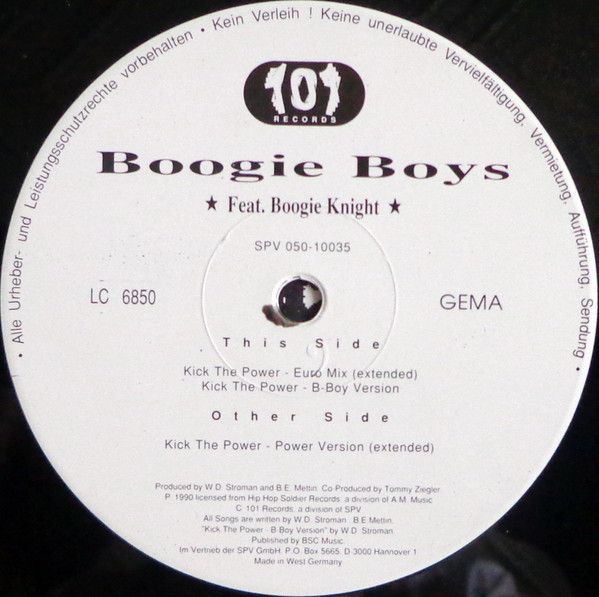 • Alle Urheber- und Leistungsschutzrechte vorbehalten • Kein Verleih ! Keine unerlaubte Vervielfältigung, Vermietung, Aufführung, Sendung •
101
RECORDS
Boogie Boys
★ Feat. Boogie Knight ★
SPV 050-10035
LC 6850
GEMA
This Side
Kick The Power - Euro Mix (extended)
Kick The Power - B-Boy Version
Other Side
Kick The Power - Power Version (extended)
Produced by W.D. Stroman and B.E. Mettin. Co Produced by Tommy Ziegler.
P 1990 licensed from Hip Hop Soldier Records. a division of A.M. Music
C 101 Records. a division of SPV
All Songs are written by W.D. Stroman . B.E. Mettin.
"Kick The Power - B Boy Version" by W.D. Stroman
Published by BSC Music
Im Vertrieb der SPV GmbH. P.O. Box 5665. D-3000 Hannover 1
Made in West Germany